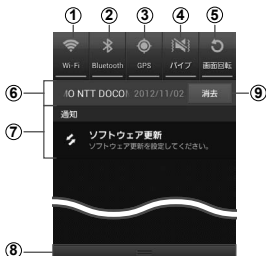 ① ② ③ ④ ⑤
Wi-Fi Bluetooth GPS バイブ 画面回転
⑥ MO NTT DOCOM 2012/11/02 消去 ⑨
⑦ 通知
ソフトウェア更新
ソフトウェア更新を設定してください。
⑧